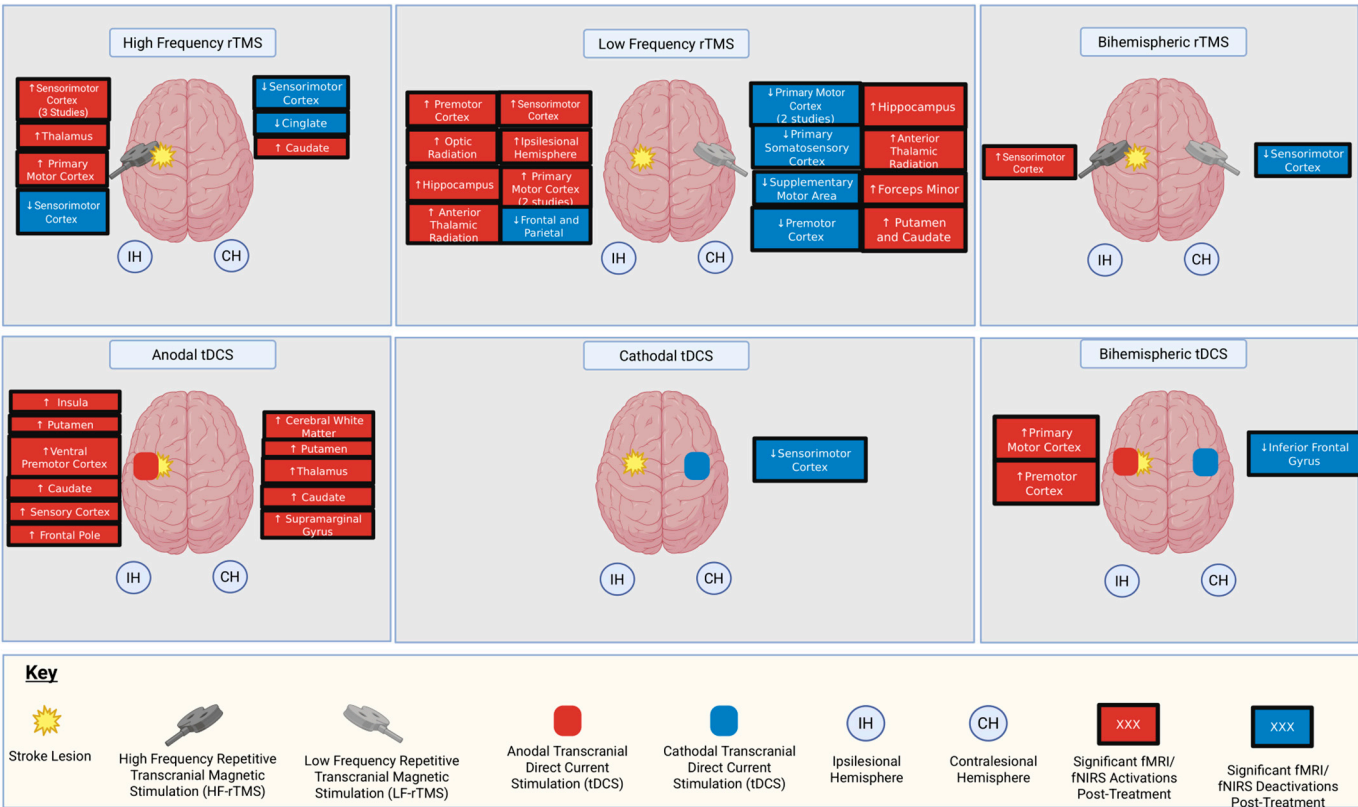 High Frequency rTMS
↑Sensorimotor
Cortex
(3 Studies)
↑Thalamus
↑ Primary
Motor Cortex
↓Sensorimotor
Cortex
↓Sensorimotor
Cortex
↓Cinglate
↑ Caudate
IH
CH
Low Frequency rTMS
↑ Premotor
Cortex
↑Sensorimotor
Cortex
↑ Optic
Radiation
↑Ipsilesional
Hemisphere
↑Hippocampus
↑ Primary
Motor Cortex
(2 studies)
↑ Anterior
Thalamic
Radiation
↓Frontal and
Parietal
↓Primary Motor
Cortex
(2 studies)
↑Hippocampus
↓Primary
Somatosensory
Cortex
↑Anterior
Thalamic
Radiation
↓Supplementary
Motor Area
↑Forceps Minor
↓Premotor
Cortex
↑ Putamen
and Caudate
IH
CH
Bihemispheric rTMS
↑Sensorimotor
Cortex
↓Sensorimotor
Cortex
IH
CH
Anodal tDCS
↑ Insula
↑ Putamen
↑Ventral
Premotor Cortex
↑ Caudate
↑ Sensory Cortex
↑ Frontal Pole
↑ Cerebral White
Matter
↑ Putamen
↑Thalamus
↑ Caudate
↑ Supramarginal
Gyrus
IH
CH
Cathodal tDCS
↓Sensorimotor
Cortex
IH
CH
Bihemispheric tDCS
↑Primary
Motor Cortex
↑Premotor
Cortex
↓Inferior Frontal
Gyrus
IH
CH
Key
Stroke Lesion
High Frequency Repetitive
Transcranial Magnetic
Stimulation (HF-rTMS)
Low Frequency Repetitive
Transcranial Magnetic
Stimulation (LF-rTMS)
Anodal Transcranial
Direct Current
Stimulation (tDCS)
Cathodal Transcranial
Direct Current
Stimulation (tDCS)
IH
Ipsilesional
Hemisphere
CH
Contralesional
Hemisphere
XXX
Significant fMRI/
fNIRS Activations
Post-Treatment
XXX
Significant fMRI/
fNIRS Deactivations
Post-Treatment